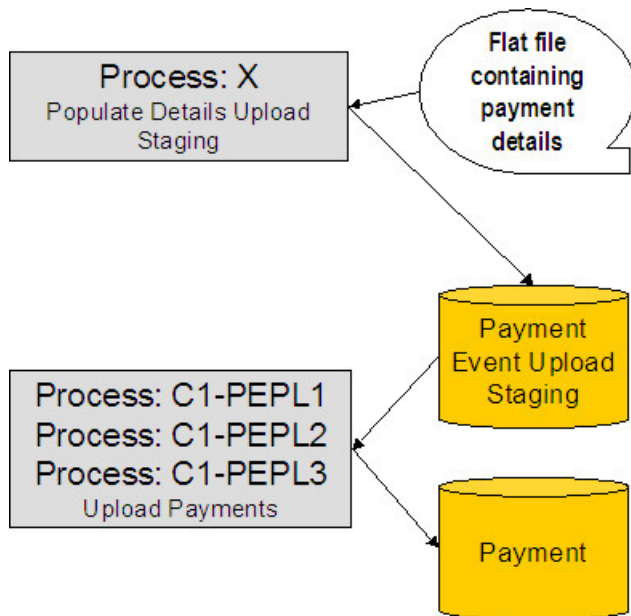 Process: X
Populate Details Upload
Staging
Flat file
containing
payment
details
Payment
Event Upload
Staging
Process: C1-PEPL1
Process: C1-PEPL2
Process: C1-PEPL3
Upload Payments
Payment